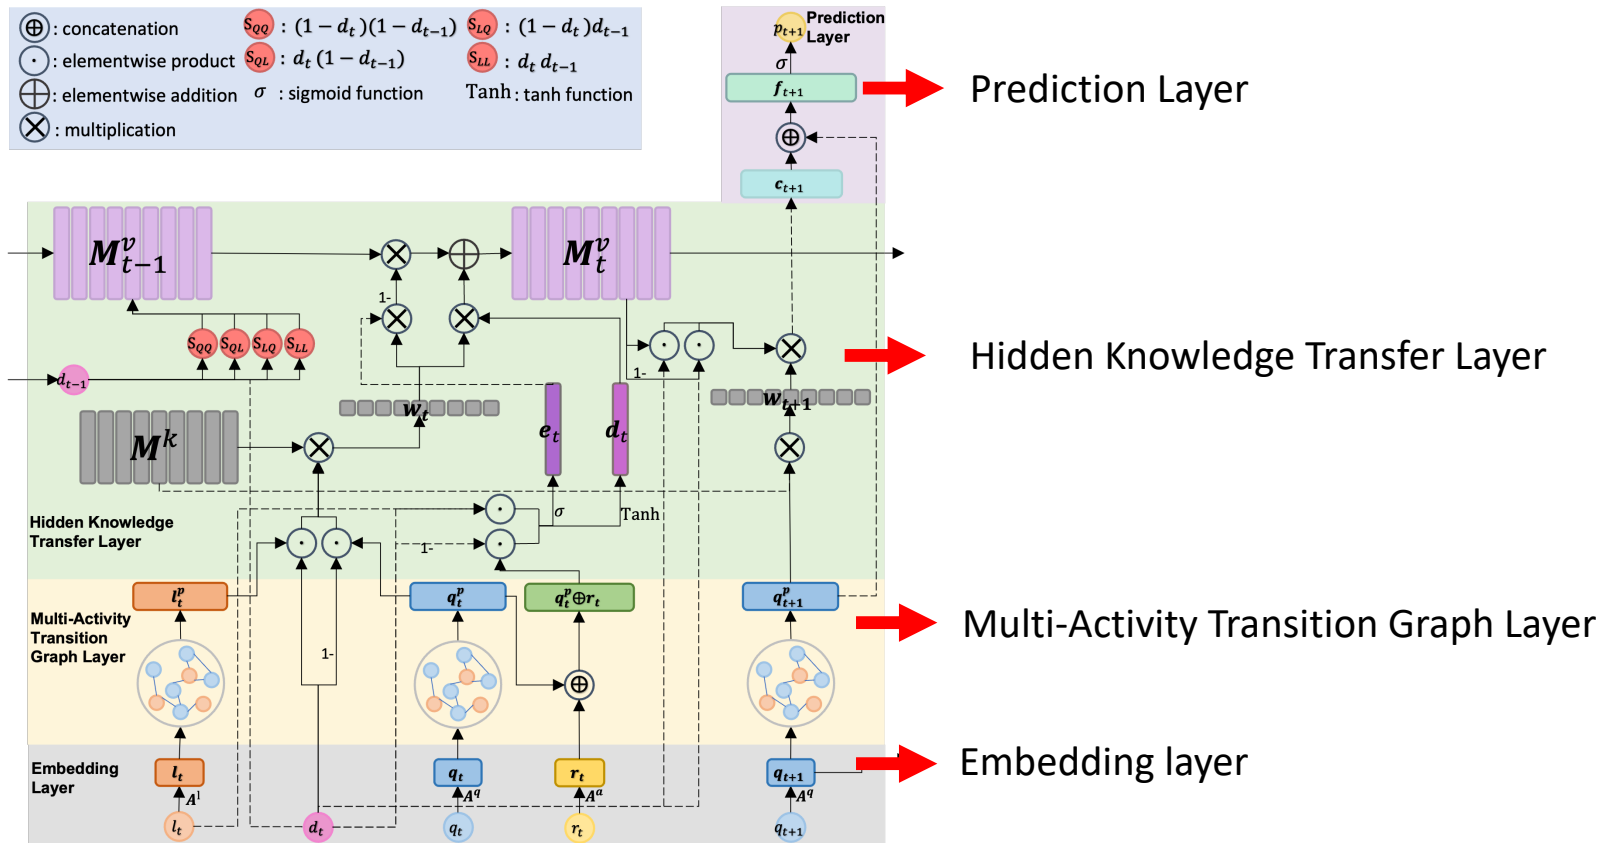 ⊕ : concatenation
S_QQ : (1 − d_t)(1 − d_{t−1})
S_LQ : (1 − d_t)d_{t−1}
⊙ : elementwise product
S_QL : d_t (1 − d_{t−1})
S_LL : d_t d_{t−1}
⊕ : elementwise addition
σ : sigmoid function
Tanh : tanh function
⊗ : multiplication
Prediction
Layer
p_{t+1}
σ
f_{t+1}
⊕
c_{t+1}
Prediction Layer
M^v_{t−1}
M^v_t
1-
S_QQ
S_QL
S_LQ
S_LL
d_{t−1}
1-
Hidden Knowledge Transfer Layer
w_t
w_{t+1}
e_t
d_t
M^k
σ
Tanh
1-
Hidden Knowledge
Transfer Layer
l^p_t
q^p_t
q^p_t⊕r_t
q^p_{t+1}
Multi-Activity
Transition
Graph Layer
1-
⊕
Multi-Activity Transition Graph Layer
Embedding
Layer
l_t
q_t
r_t
q_{t+1}
Embedding layer
A^l
A^q
A^a
A^q
l_t
d_t
q_t
r_t
q_{t+1}